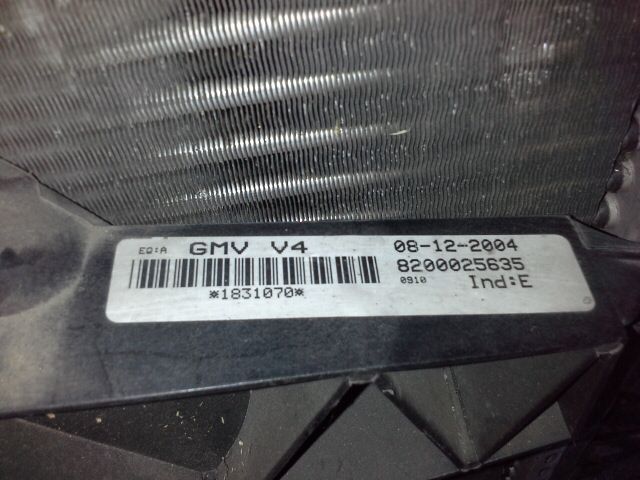 EQ:A GMV V4 08-12-2004
8200025635
0910 Ind:E
*1831070*